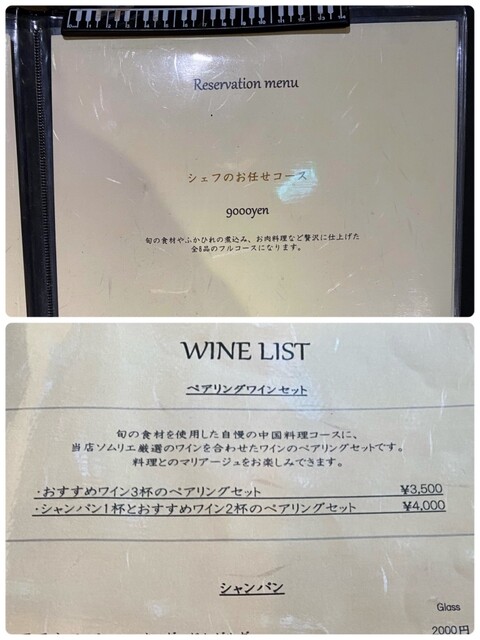 Reservation menu
シェフのお任せコース
9000yen
旬の食材やふかひれの煮込み、お肉料理など贅沢に仕上げた
全8品のフルコースになります。
WINE LIST
ペアリングワインセット
旬の食材を使用した自慢の中国料理コースに、
当店ソムリエ厳選のワインを合わせたワインのペアリングセットです。
料理とのマリアージュをお楽しみできます。
・おすすめワイン3杯のペアリングセット ¥3,500
・シャンパン1杯とおすすめワイン2杯のペアリングセット ¥4,000
シャンパン
Glass
2000円